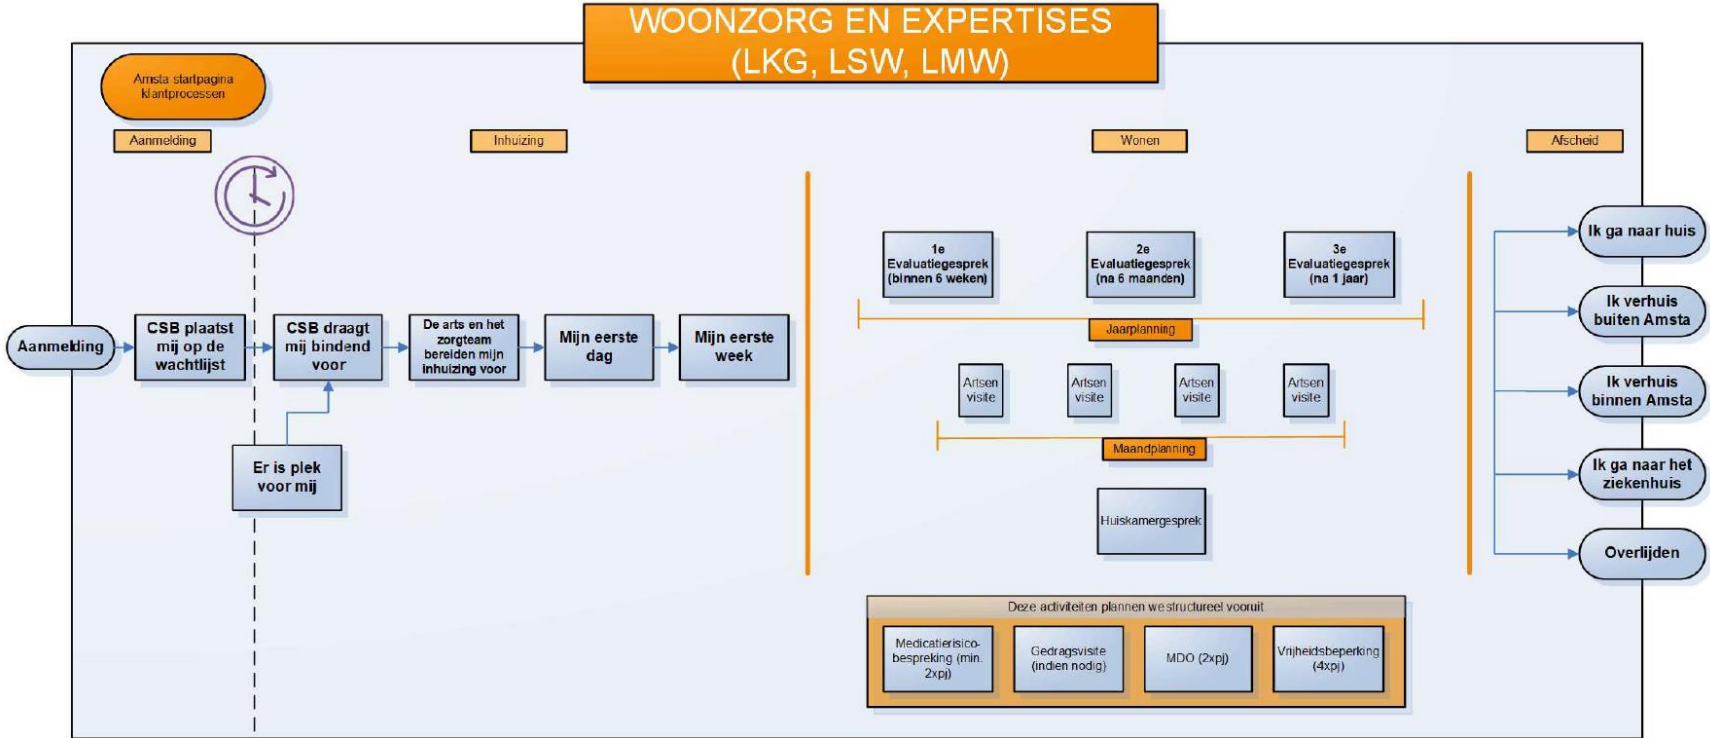 WOONZORG EN EXPERTISES
(LKG, LSW, LMW)
Amsta startpagina
klantprocessen
Aanmelding
Inhuizing
Wonen
Afscheid
Aanmelding
CSB plaatst
mij op de
wachtlijst
CSB draagt
mij bindend
voor
De arts en het
zorgteam
bereiden mijn
inhuizing voor
Mijn eerste
dag
Mijn eerste
week
Er is plek
voor mij
1e
Evaluatiegesprek
(binnen 6 weken)
2e
Evaluatiegesprek
(na 6 maanden)
3e
Evaluatiegesprek
(na 1 jaar)
Jaarplanning
Artsen
visite
Artsen
visite
Artsen
visite
Artsen
visite
Maandplanning
Huiskamergesprek
Deze activiteiten plannen we structureel vooruit
Medicatierisico-
bespreking (min.
2xpj)
Gedragsvisite
(indien nodig)
MDO (2xpj)
Vrijheidsbeperking
(4xpj)
Ik ga naar huis
Ik verhuis
buiten Amsta
Ik verhuis
binnen Amsta
Ik ga naar het
ziekenhuis
Overlijden